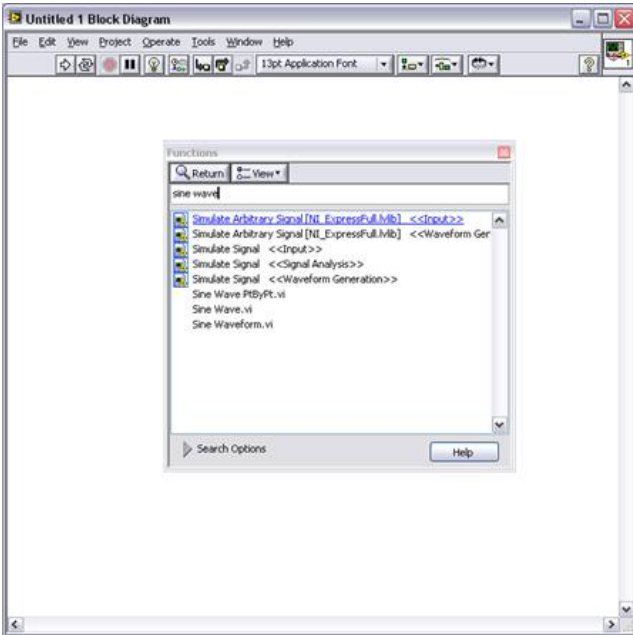 Untitled 1 Block Diagram
File Edit View Project Operate Tools Window Help
13pt Application Font
Functions
Return View
sine wave
Simulate Arbitrary Signal [NI_ExpressFull.lvlib] <<Input>>
Simulate Arbitrary Signal [NI_ExpressFull.lvlib] <<Waveform Ger
Simulate Signal <<Input>>
Simulate Signal <<Signal Analysis>>
Simulate Signal <<Waveform Generation>>
Sine Wave PtByPt.vi
Sine Wave.vi
Sine Waveform.vi
Search Options
Help